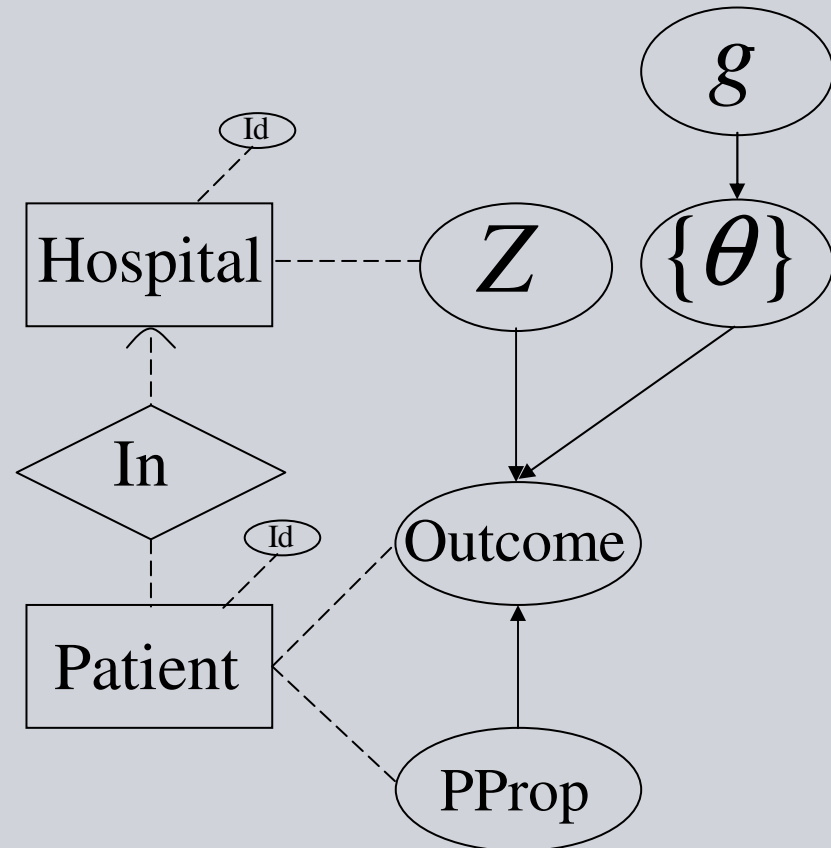 g
Id
Hospital
Z
{θ}
In
Id
Outcome
Patient
PProp